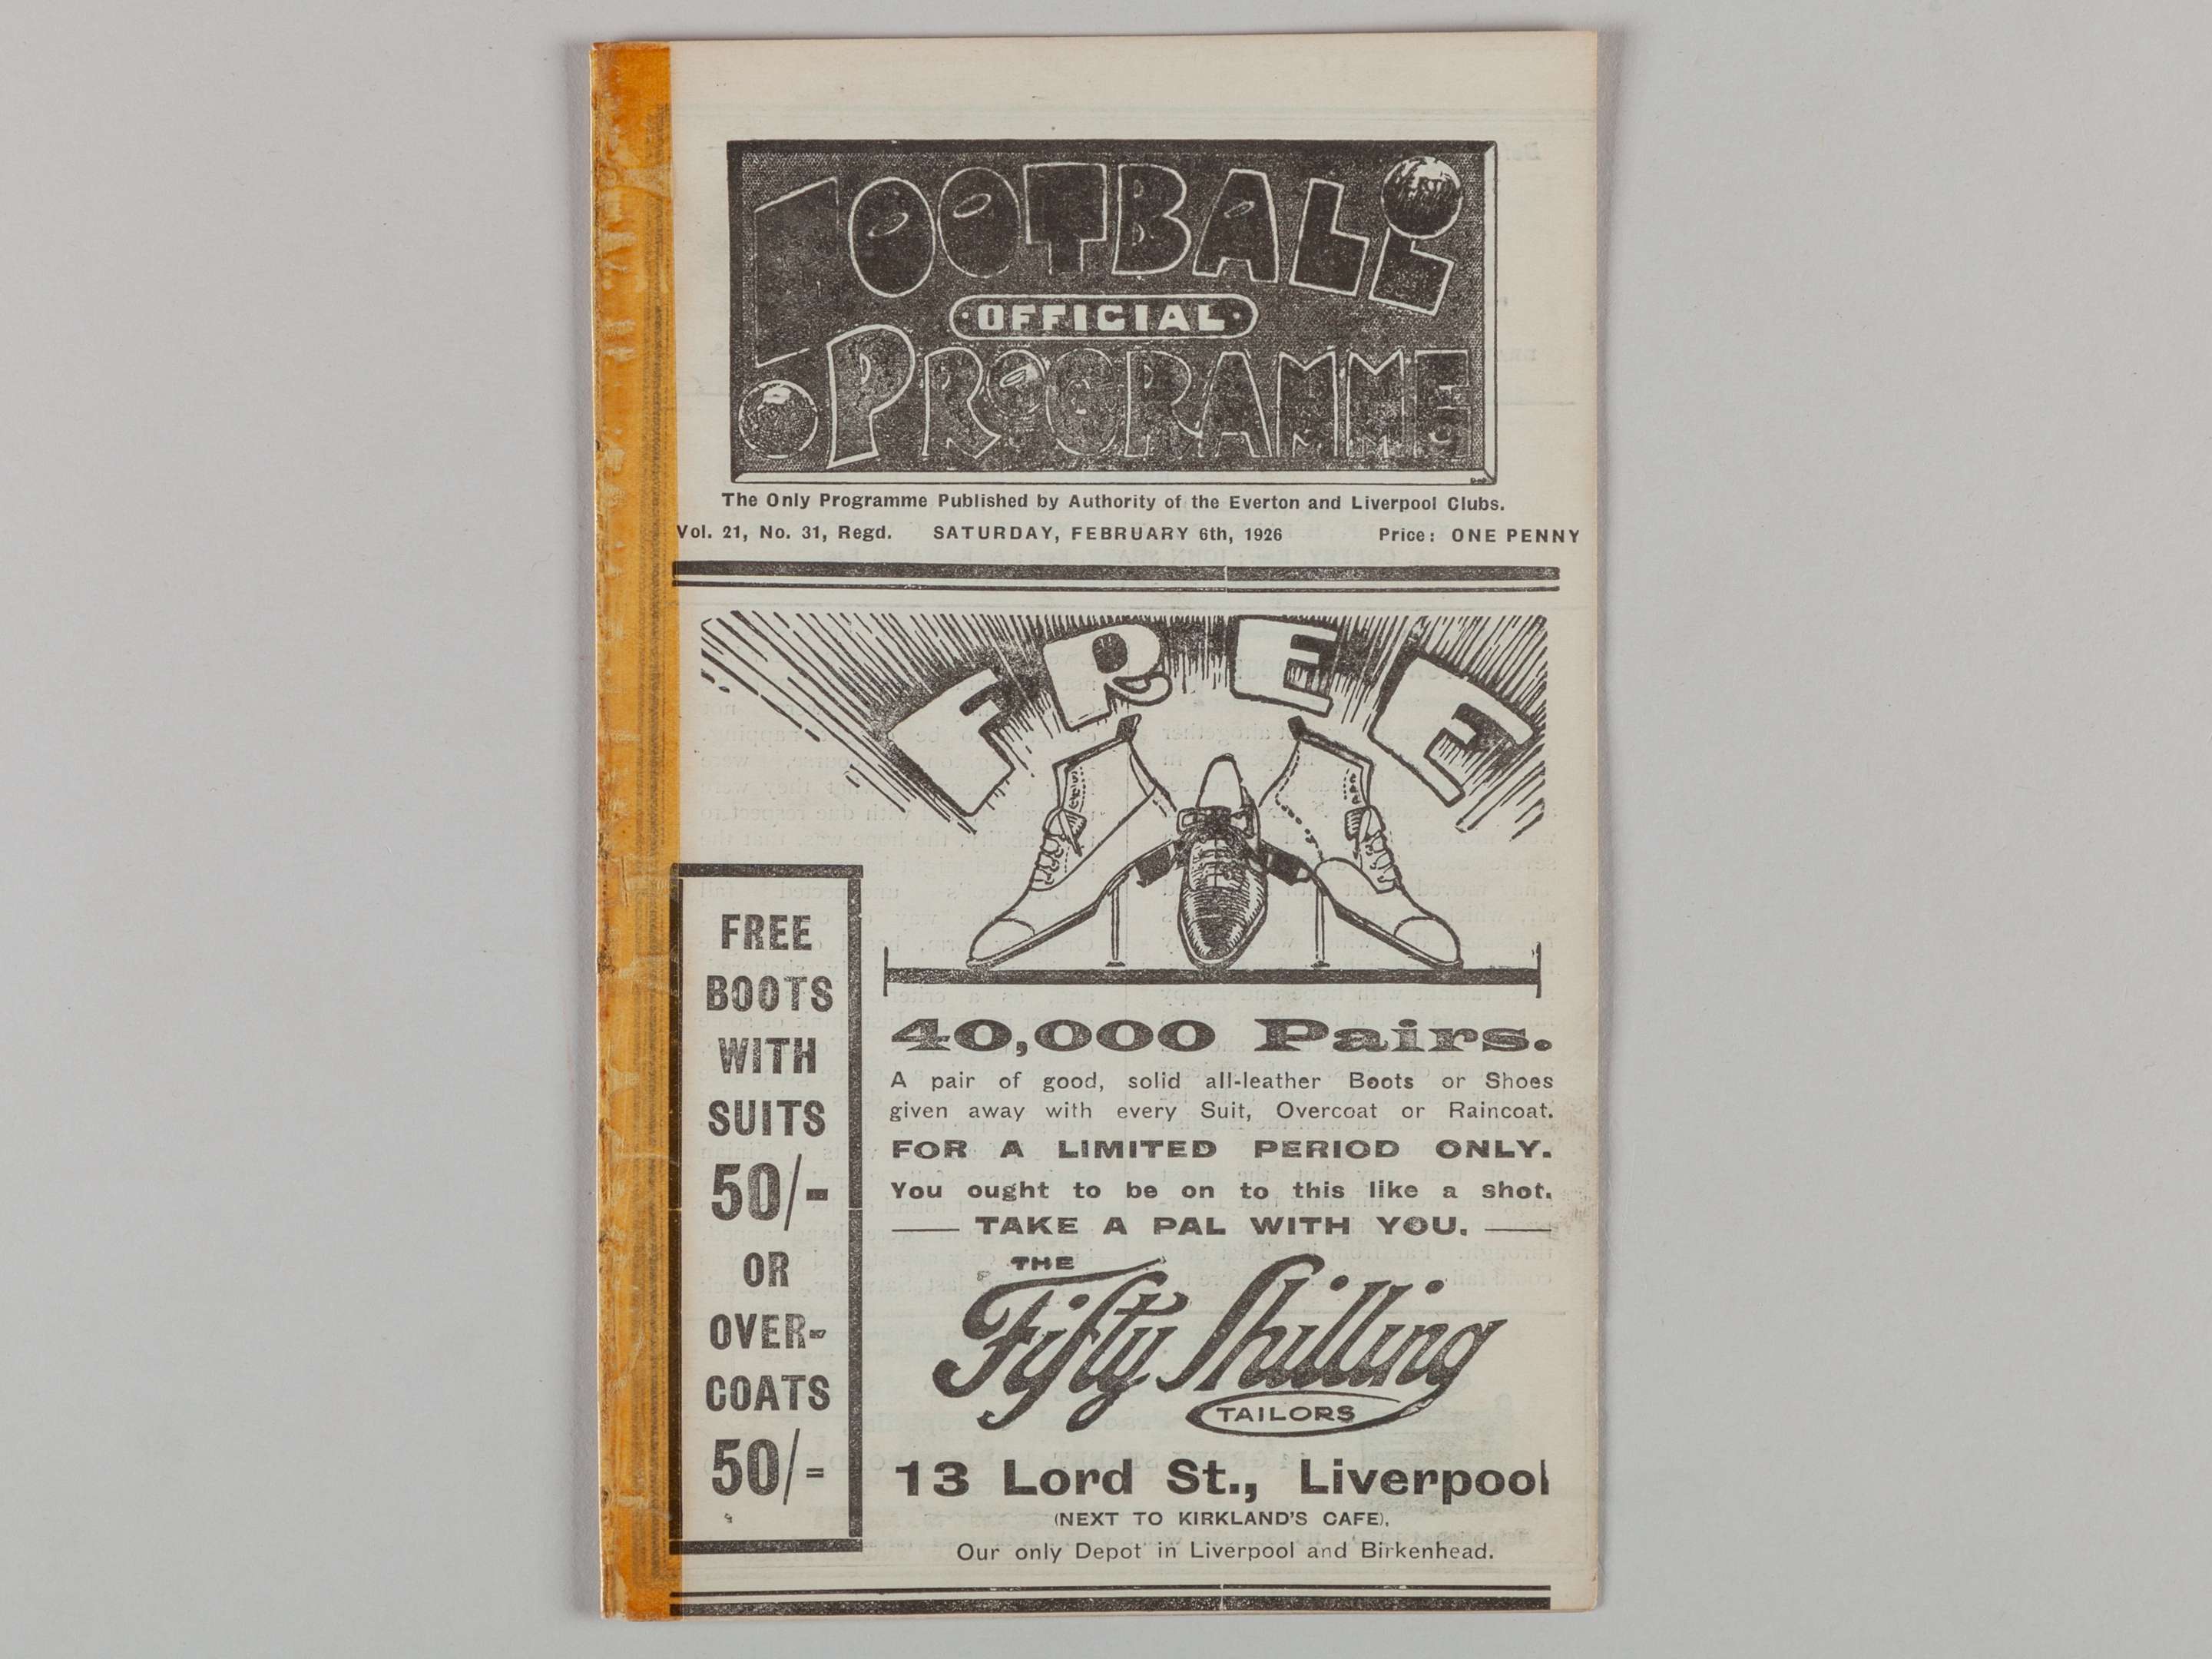 FOOTBALL
OFFICIAL
PROGRAMME
The Only Programme Published by Authority of the Everton and Liverpool Clubs.
Vol. 21, No. 31, Regd. SATURDAY, FEBRUARY 6th, 1926 Price: ONE PENNY
FREE
FREE
BOOTS
WITH
SUITS
50/-
OR
OVER-
COATS
50/=
40,000 Pairs.
A pair of good, solid all-leather Boots or Shoes
given away with every Suit, Overcoat or Raincoat.
FOR A LIMITED PERIOD ONLY.
You ought to be on to this like a shot.
TAKE A PAL WITH YOU.
THE
Fifty Shilling
TAILORS
13 Lord St., Liverpool
(NEXT TO KIRKLAND'S CAFE).
Our only Depot in Liverpool and Birkenhead.